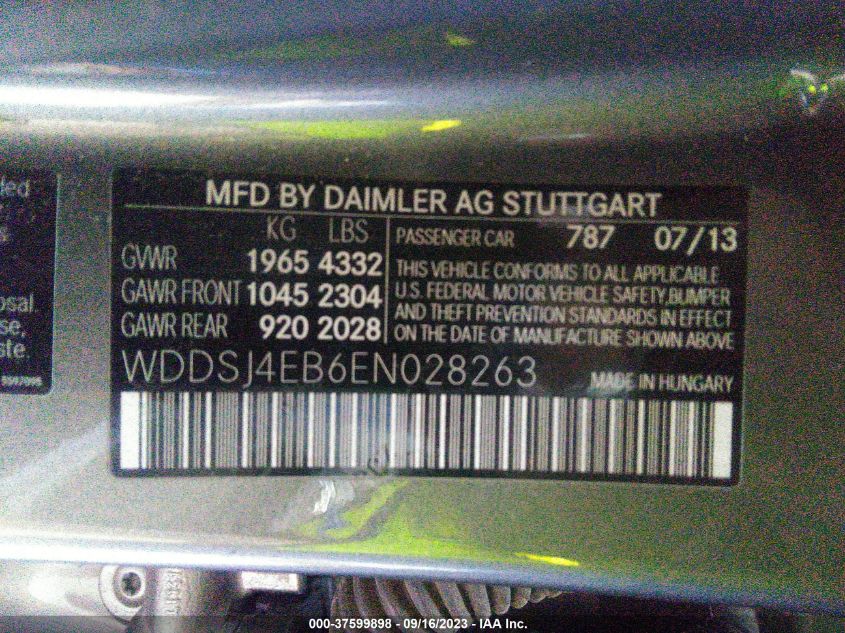 MFD BY DAIMLER AG STUTTGART
KG LBS
GVWR 1965 4332
GAWR FRONT 1045 2304
GAWR REAR 920 2028
PASSENGER CAR 787 07/13
THIS VEHICLE CONFORMS TO ALL APPLICABLE
U.S. FEDERAL MOTOR VEHICLE SAFETY,BUMPER
AND THEFT PREVENTION STANDARDS IN EFFECT
ON THE DATE OF MANUFACTURE SHOWN ABOVE
WDDSJ4EB6EN028263 MADE IN HUNGARY
000-37599898 - 09/16/2023 - IAA Inc.